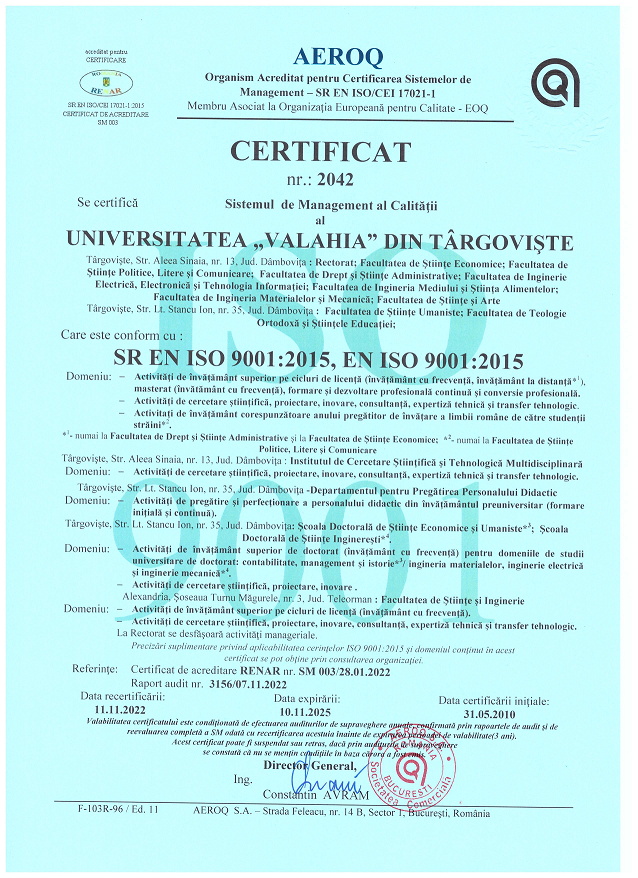 acreditat pentru
CERTIFICARE
ROMANIA
RENAR
SR EN ISO/CEI 17021-1:2015
CERTIFICAT DE ACREDITARE
SM 003
AEROQ
Organism Acreditat pentru Certificarea Sistemelor de
Management – SR EN ISO/CEI 17021-1
Membru Asociat la Organizația Europeană pentru Calitate - EOQ
CERTIFICAT
nr.: 2042
Se certifică Sistemul de Management al Calității
al
UNIVERSITATEA „VALAHIA” DIN TÂRGOVIȘTE
Târgoviște, Str. Aleea Sinaia, nr. 13, Jud. Dâmbovița : Rectorat; Facultatea de Științe Economice; Facultatea de
Științe Politice, Litere și Comunicare; Facultatea de Drept și Științe Administrative; Facultatea de Inginerie
Electrică, Electronică și Tehnologia Informației; Facultatea de Ingineria Mediului și Știința Alimentelor;
Facultatea de Ingineria Materialelor și Mecanică; Facultatea de Științe și Arte
Târgoviște, Str. Lt. Stancu Ion, nr. 35, Jud. Dâmbovița : Facultatea de Științe Umaniste; Facultatea de Teologie
Ortodoxă și Științele Educației;
Care este conform cu :
SR EN ISO 9001:2015, EN ISO 9001:2015
Domeniu: – Activități de învățământ superior pe cicluri de licență (învățământ cu frecvență, învățământ la distanță*¹),
masterat (învățământ cu frecvență), formare și dezvoltare profesională continuă și conversie profesională.
– Activități de cercetare științifică, proiectare, inovare, consultanță, expertiză tehnică și transfer tehnologic.
– Activitați de învățământ corespunzătoare anului pregătitor de învățare a limbii române de către studenții
străini*².
*¹- numai la Facultatea de Drept și Științe Administrative și la Facultatea de Științe Economice; *²- numai la Facultatea de Științe
Politice, Litere și Comunicare
Târgoviște, Str. Aleea Sinaia, nr. 13, Jud. Dâmbovița : Institutul de Cercetare Științifică și Tehnologică Multidisciplinară
Domeniu: – Activități de cercetare științifică, proiectare, inovare, consultanță, expertiză tehnică și transfer tehnologic.
Târgoviște, Str. Lt. Stancu Ion, nr. 35, Jud. Dâmbovița -Departamentul pentru Pregătirea Personalului Didactic
Domeniu: – Activități de pregătire și perfecționare a personalului didactic din învățământul preuniversitar (formare
inițială și continuă).
Târgoviște, Str. Lt. Stancu Ion, nr. 35, Jud. Dâmbovița: Școala Doctorală de Științe Economice și Umaniste*³; Școala
Doctorală de Științe Inginerești*⁴.
Domeniu: – Activități de învățământ superior de doctorat (învățământ cu frecvență) pentru domeniile de studii
universitare de doctorat: contabilitate, management și istorie*³/ ingineria materialelor, inginerie electrică
și inginerie mecanică*⁴.
– Activități de cercetare științifică, proiectare, inovare .
Alexandria, Șoseaua Turnu Măgurele, nr. 3, Jud. Teleorman : Facultatea de Științe și Inginerie
Domeniu: – Activități de învățământ superior pe cicluri de licență (învățământ cu frecvență).
– Activități de cercetare științifică, proiectare, inovare, consultanță, expertiză tehnică și transfer tehnologic.
La Rectorat se desfășoară activități manageriale.
Precizări suplimentare privind aplicabilitatea cerințelor ISO 9001:2015 și domeniul conținut în acest
certificat se pot obține prin consultarea organizației.
Referințe: Certificat de acreditare RENAR nr. SM 003/28.01.2022
Raport audit nr. 3156/07.11.2022
Data recertificării: Data expirării: Data certificării inițiale:
11.11.2022 10.11.2025 31.05.2010
Valabilitatea certificatului este condiționată de efectuarea auditurilor de supraveghere anuale confirmată prin rapoartele de audit și de
reevaluarea completă a SM odată cu recertificarea acestuia înainte de expirarea perioadei de valabilitate(3 ani).
Acest certificat poate fi suspendat sau retras, dacă prin auditurile de supraveghere
se constată că nu se mențin condițiile în baza cărora a fost emis.
Director General,
Ing.
Constantin AVRAM
AEROQ S.A.
ROMÂNIA
BUCUREȘTI
Societatea Comercială
F-103R-96 / Ed. 11 AEROQ S.A. – Strada Feleacu, nr. 14 B, Sector 1, București, România
ISO
9001